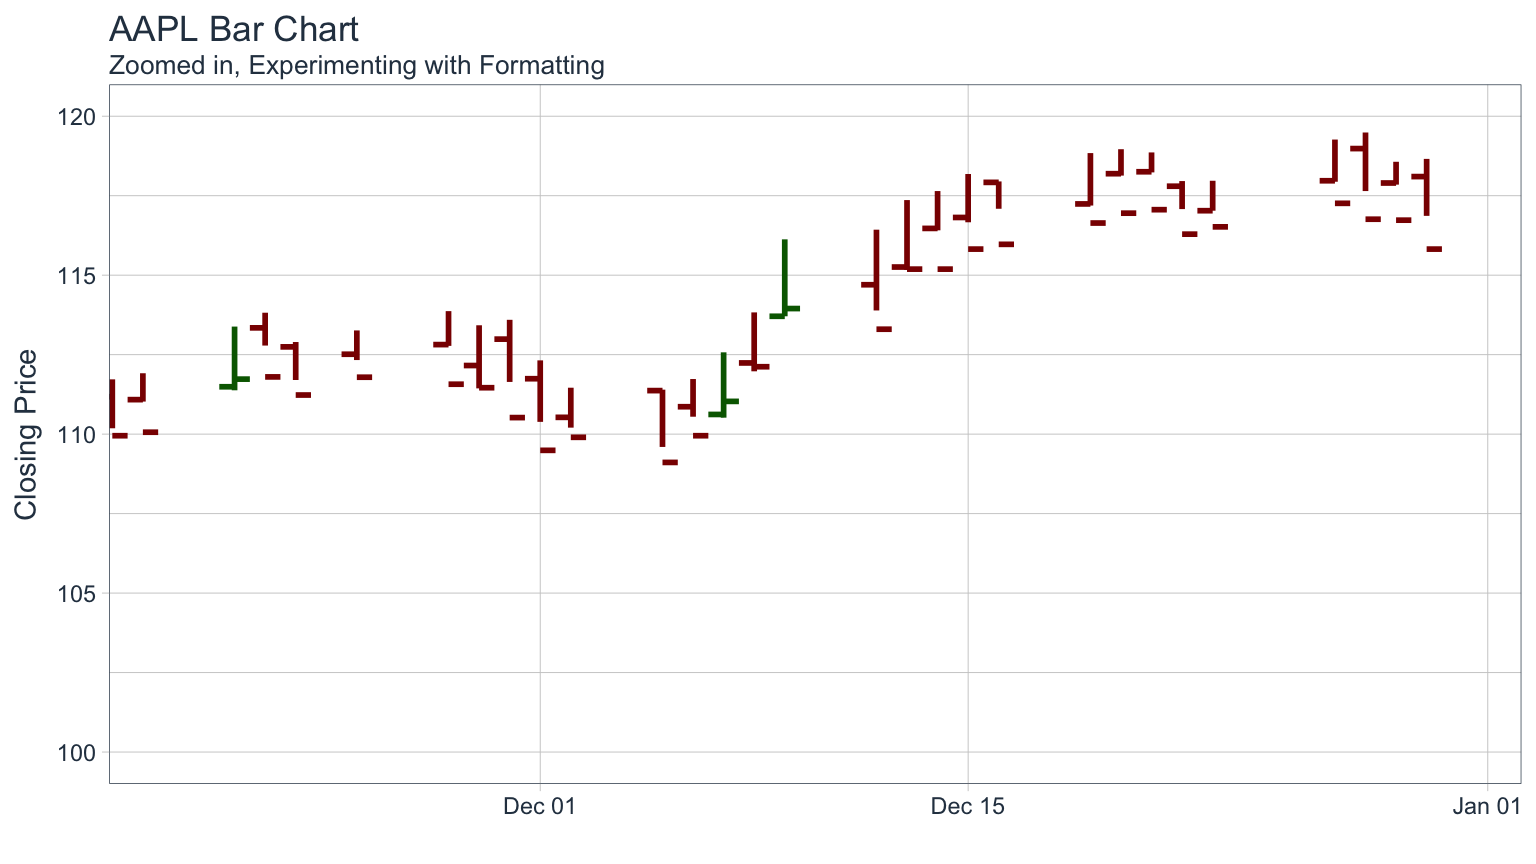 AAPL Bar Chart
Zoomed in, Experimenting with Formatting
120
115
110
105
100
Closing Price
Dec 01
Dec 15
Jan 01